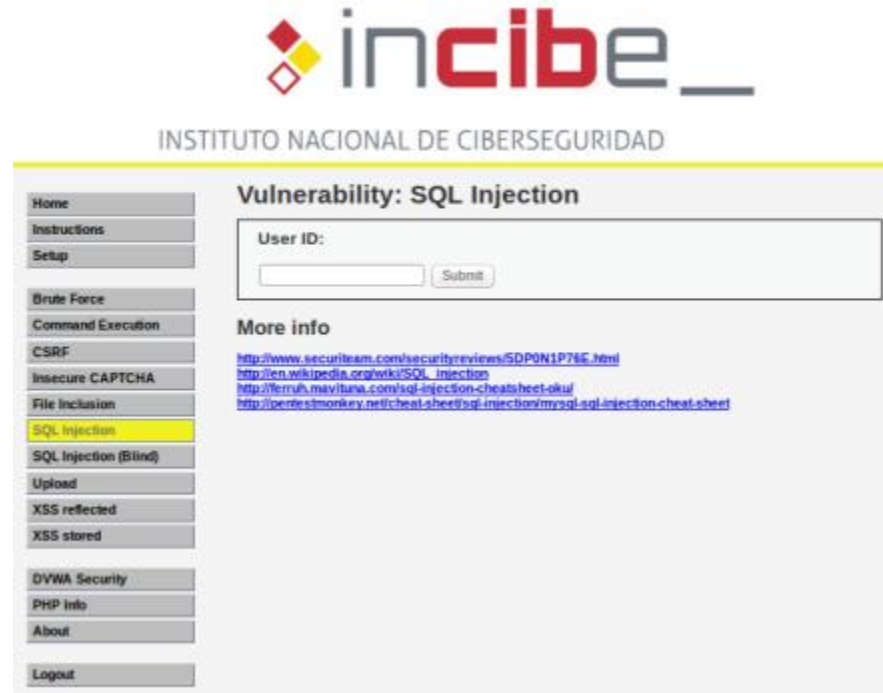 incibe_
INSTITUTO NACIONAL DE CIBERSEGURIDAD
Home
Instructions
Setup
Brute Force
Command Execution
CSRF
Insecure CAPTCHA
File Inclusion
SQL Injection
SQL Injection (Blind)
Upload
XSS reflected
XSS stored
DVWA Security
PHP Info
About
Logout
Vulnerability: SQL Injection
User ID:
Submit
More info
http://www.securiteam.com/securityreviews/5DP0N1P76E.html
http://en.wikipedia.org/wiki/SQL_injection
http://ferruh.mavituna.com/sql-injection-cheatsheet-oku/
http://pentestmonkey.net/cheat-sheet/sql-injection/mysql-sql-injection-cheat-sheet